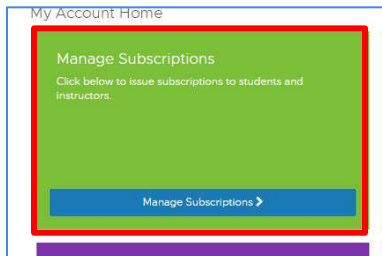 My Account Home
Manage Subscriptions
Click below to issue subscriptions to students and
instructors.
Manage Subscriptions